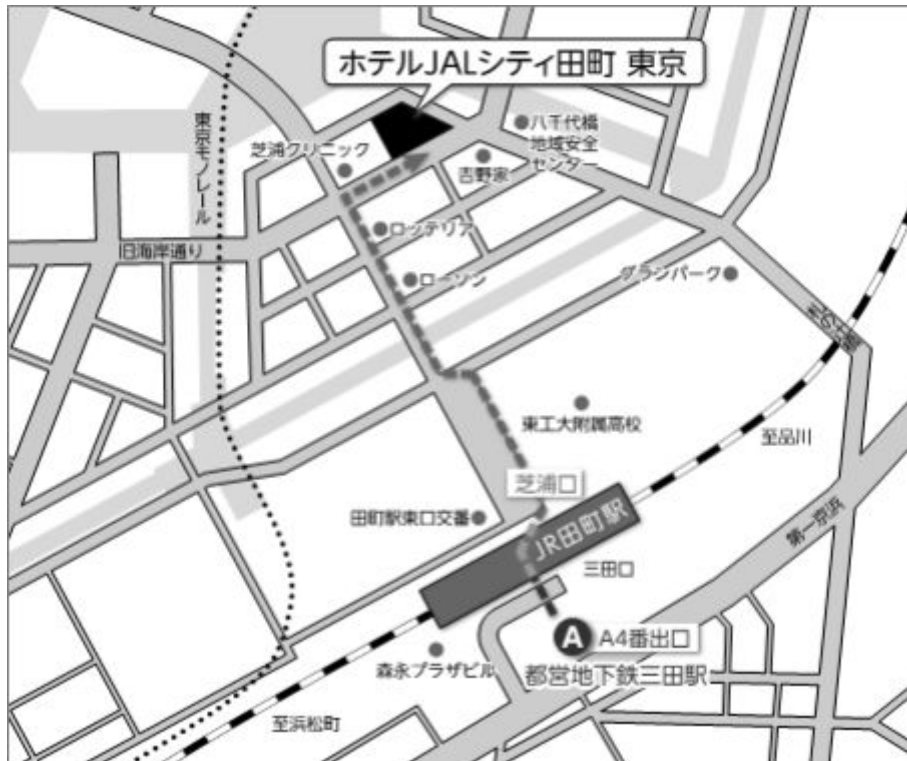 ホテルJALシティ田町 東京
八千代橋
地域安全
センター
東京モノレール
芝浦クリニック
吉野家
ロッテリア
旧海岸通り
ローソン
グランパーク
東工大附属高校
至品川
芝浦口
田町駅東口交番
JR田町駅
第一京浜
三田口
A
A4番出口
森永プラザビル
都営地下鉄三田駅
至浜松町